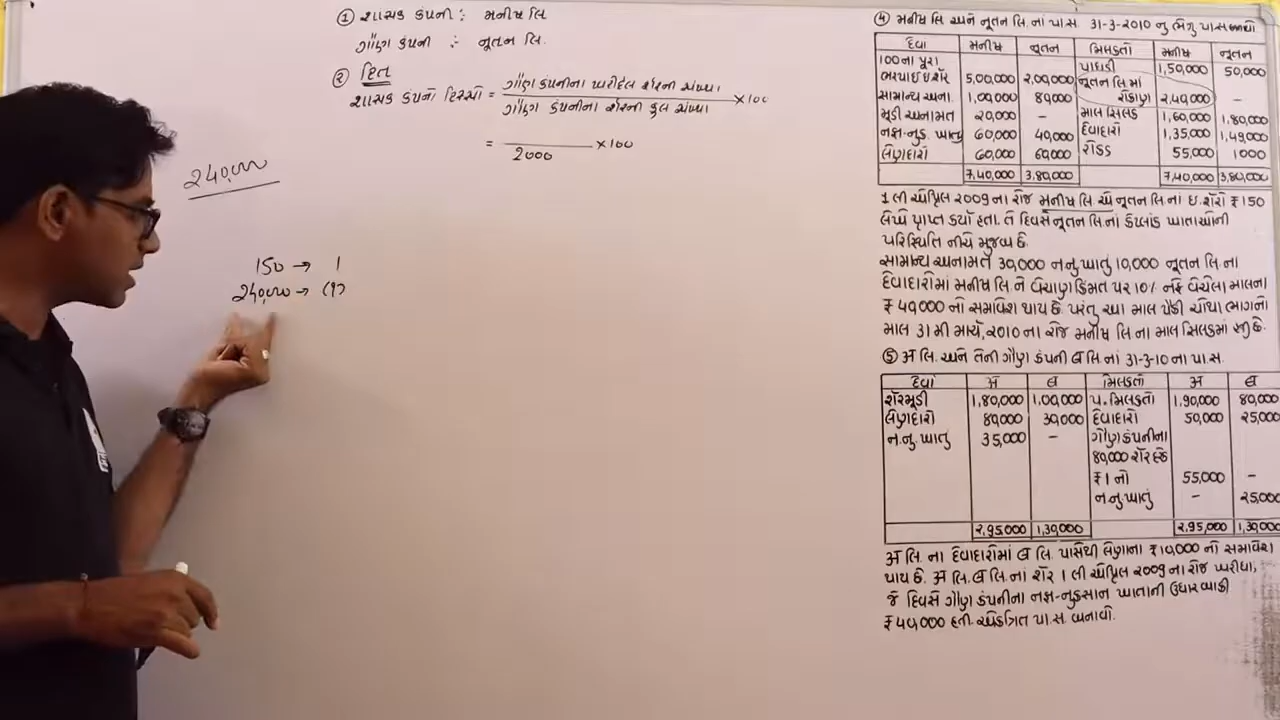 ① શાસક કંપની : મનીષ લિ
ગૌણ કંપની : નૂતન લિ.
② હિત
શાસક કંપનો હિસ્સો = ગૌણ કંપનીના ખરીદેલ શેરની સંખ્યા / ગૌણ કંપનીના શેરની કુલ સંખ્યા × 100
= / 2000 × 100
240,000
150 → 1
240,000 → (?)
④ મનીષ લિ અને નૂતન લિ.નાં પા.સ. 31-3-2010 નુ ભેગુ પા.સ બનાવો
દેવા મનીષ નૂતન મિલકતો મનીષ નૂતન
100ના પૂરા પાઘડી 1,50,000 50,000
ભરપાઈ ઈ શેર 5,00,000 2,00,000 નૂતન લિ.માં
સામાન્ય અના. 1,00,000 80,000 રોકાણ 2,40,000 -
મૂડી અનામત 20,000 - માલ સિલક 1,60,000 1,80,000
નફા-નુક. ખાતુ 60,000 40,000 દેવાદારો 1,35,000 1,49,000
લેણદારો 60,000 60,000 રોકડ 55,000 1000
7,40,000 3,80,000 7,40,000 3,80,000
1 લી એપ્રિલ 2009 ના રોજ મનીષ લિ. એ નૂતન લિ નાં ઇ.શેરો ₹ 150
લેખે પ્રાપ્ત કર્યા હતા. તે દિવસે નૂતન લિ.નાં કેટલાંક ખાતાઓની
પરિસ્થિતિ નીચે મુજબ છે.
સામાન્ય અનામત 30,000 ન.નુ.ખાતુ 10,000 નૂતન લિ.ના
દેવાદારોમાં મનીષ લિ.ને વેચાણ કિંમત પર 10% નફે વેચેલા માલના
₹ 40,000 નો સમાવેશ થાય છે. પરંતુ આ માલ પૈકી ચોથા ભાગનો
માલ 31 મી માર્ચ, 2010 ના રોજ મનીષ લિ ના માલ સિલકમાં છે.
⑤ અ લિ. અને તેની ગૌણ કંપની બ લિ નાં 31-3-10 ના પા.સ.
દેવાં અ બ મિલકતો અ બ
શેરમૂડી 1,80,000 1,00,000 પ. મિલકતો 1,90,000 80,000
લેણદારો 80,000 30,000 દેવાદારો 50,000 25,000
ન.નુ.ખાતુ 35,000 - ગૌણ કંપનીના
80,000 શેર દરેક
₹ 1 નો 55,000 -
ન.નુ.ખાતું - 25,000
2,95,000 1,30,000 2,95,000 1,30,000
અ લિ. ના દેવાદારોમાં બ લિ. પાસેથી લેણાના ₹ 10,000 નો સમાવેશ
થાય છે. અ લિ. બ લિ. નાં શેર 1 લી એપ્રિલ 2009 ના રોજ ખરીધા,
જે દિવસે ગૌણ કંપનીના નફા-નુકસાન ખાતાની ઉધાર બાકી
₹ 40,000 હતી. એકત્રિત પા.સ. બનાવો.